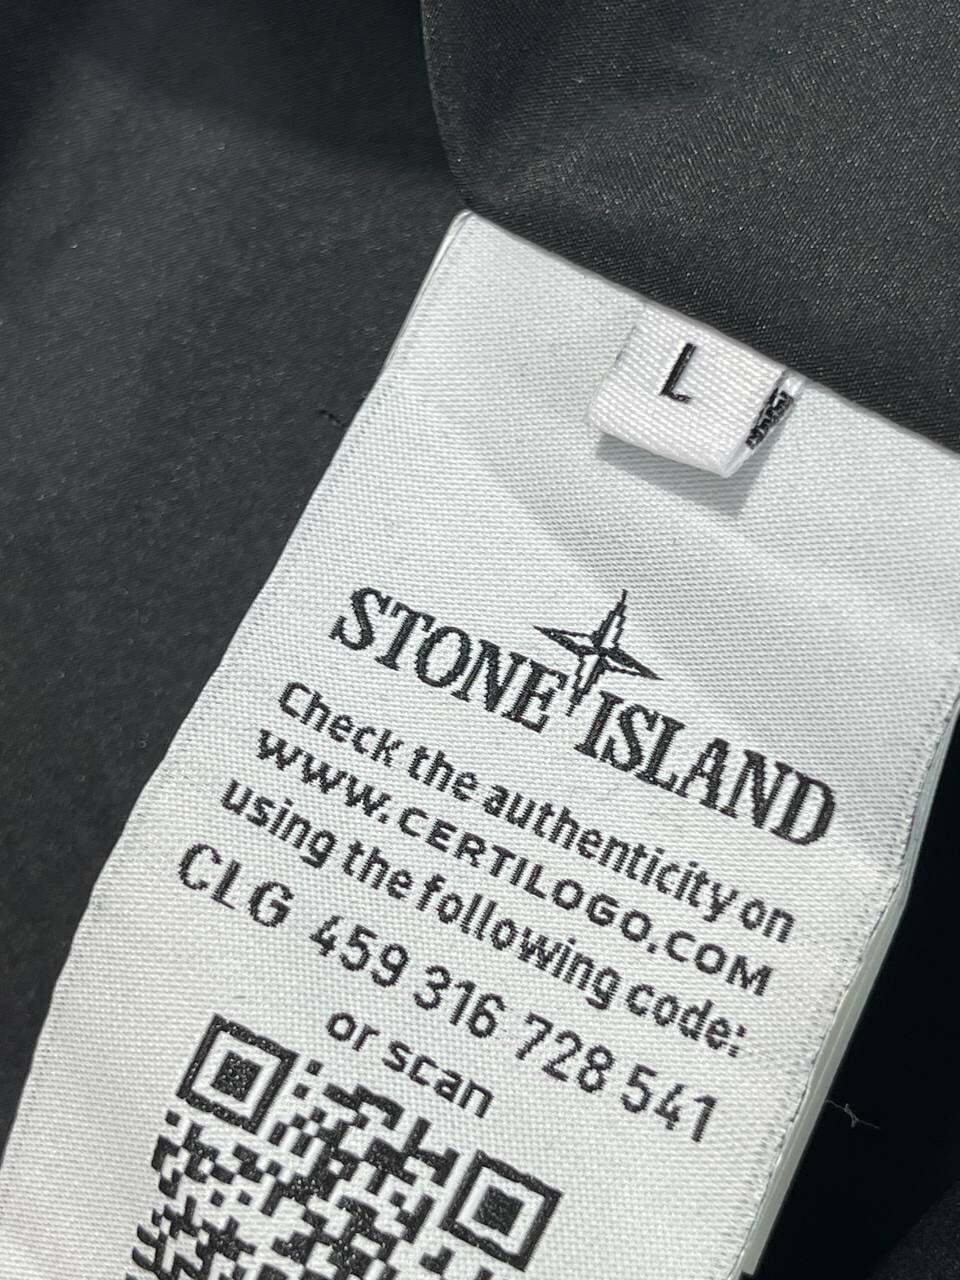 L
STONE ISLAND
Check the authenticity on
WWW.CERTILOGO.COM
using the following code:
CLG 459 316 728 541
or scan